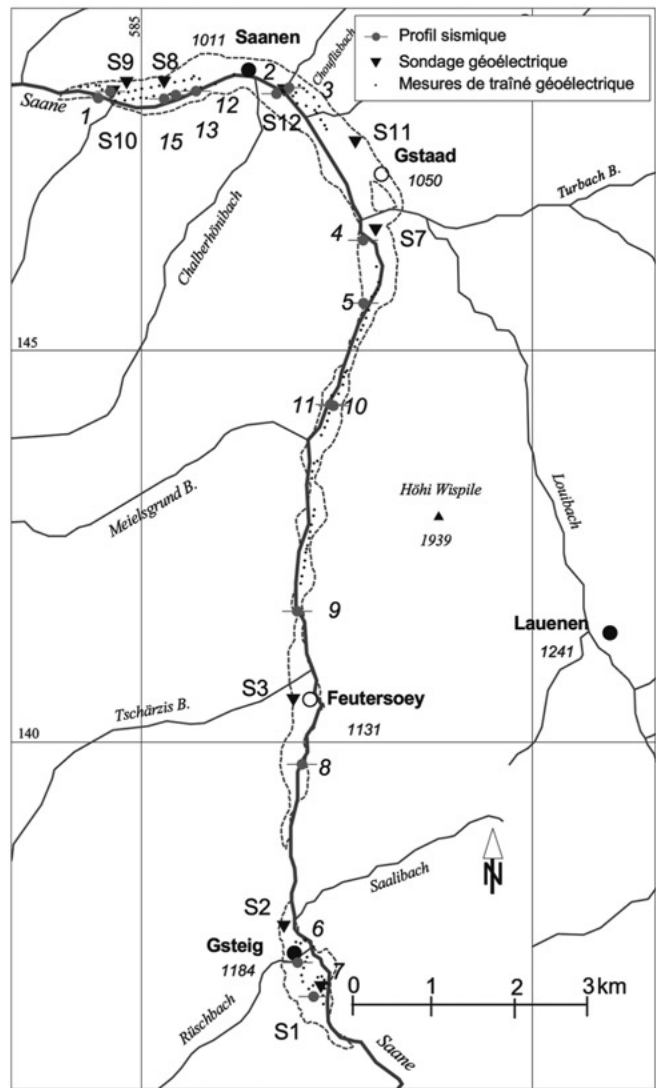 585
Profil sismique
Sondage géoélectrique
Mesures de traîné géoélectrique
Saanen
1011
Chouflisbach
S9
S8
2
3
Saane
1
12
S12
S10
15
13
S11
Gstaad
1050
Turbach B.
Chalberhönibach
4
S7
5
145
11
10
Meielsgrund B.
Höhi Wispile
1939
Louibach
9
Lauenen
1241
S3
Feutersoey
Tschärzis B.
1131
140
8
Saalibach
N
S2
6
Gsteig
1184
7
0 1 2 3 km
Rüschbach
S1
Saane